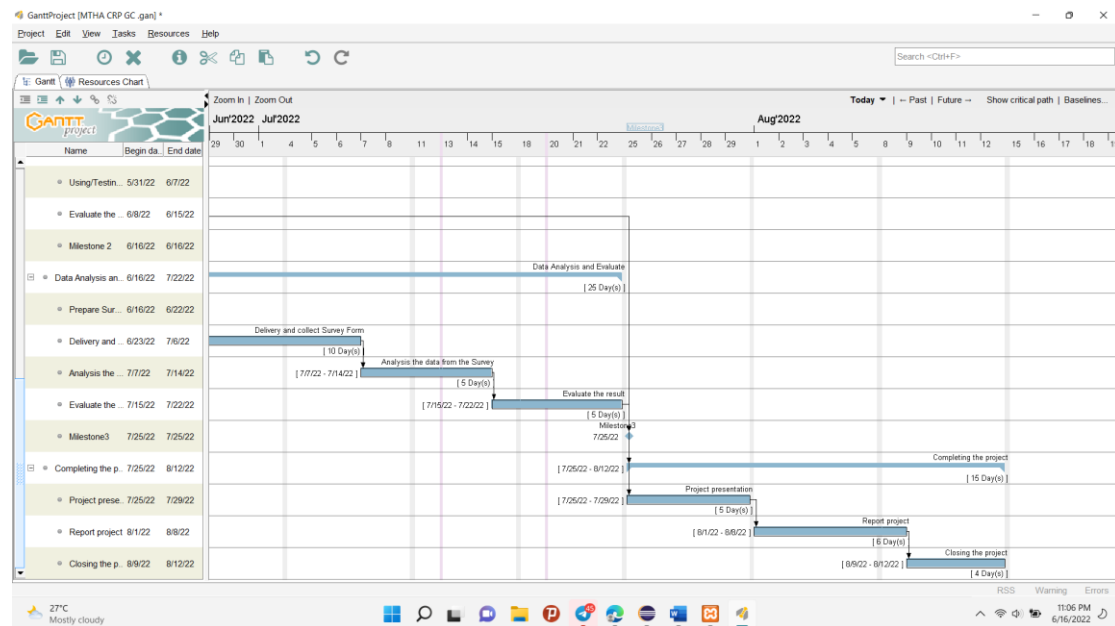 GanttProject [MTHA CRP GC .gan] *
Project Edit View Tasks Resources Help
Search <Ctrl+F>
Gantt Resources Chart
Zoom In | Zoom Out
Today ▼ | ← Past | Future → Show critical path | Baselines...
GANTT project
Jun'2022 Jul'2022 Aug'2022
Milestone3
29 30 1 4 5 6 7 8 11 13 14 15 18 20 21 22 25 26 27 28 29 1 2 3 4 5 8 9 10 11 12 15 16 17 18
Name Begin da.. End date
Using/Testin... 5/31/22 6/7/22
Evaluate the ... 6/8/22 6/15/22
Milestone 2 6/16/22 6/16/22
Data Analysis an... 6/16/22 7/22/22
Data Analysis and Evaluate
[ 25 Day(s) ]
Prepare Sur... 6/16/22 6/22/22
Delivery and ... 6/23/22 7/6/22
Delivery and collect Survey Form
[ 10 Day(s) ]
Analysis the ... 7/7/22 7/14/22
Analysis the data from the Survey
[ 7/7/22 - 7/14/22 ]
[ 5 Day(s) ]
Evaluate the ... 7/15/22 7/22/22
Evaluate the result
[ 7/15/22 - 7/22/22 ]
[ 5 Day(s) ]
Milestone3 7/25/22 7/25/22
Milestone3
7/25/22
Completing the p.. 7/25/22 8/12/22
Completing the project
[ 7/25/22 - 8/12/22 ]
[ 15 Day(s) ]
Project prese.. 7/25/22 7/29/22
Project presentation
[ 7/25/22 - 7/29/22 ]
[ 5 Day(s) ]
Report project 8/1/22 8/8/22
Report project
[ 8/1/22 - 8/8/22 ]
[ 6 Day(s) ]
Closing the p.. 8/9/22 8/12/22
Closing the project
[ 8/9/22 - 8/12/22 ]
[ 4 Day(s) ]
RSS Warning Errors
27°C
Mostly cloudy
11:06 PM
6/16/2022